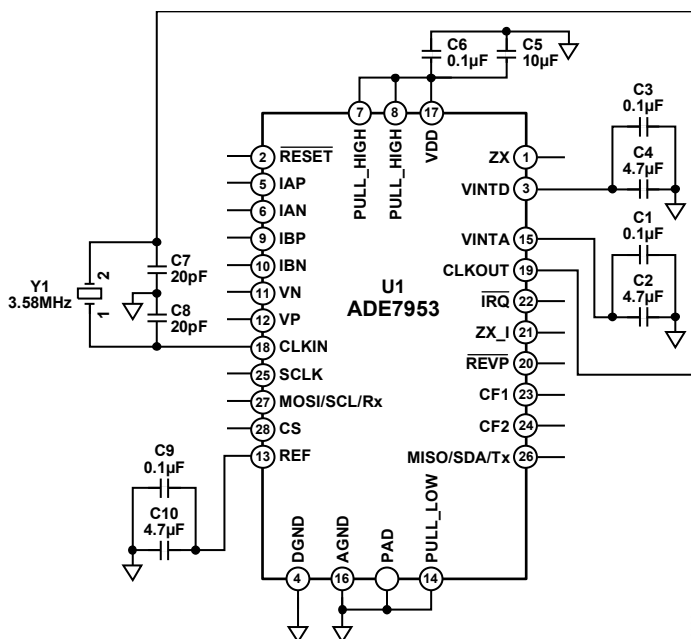 C6
0.1µF
C5
10µF
7
8
17
PULL_HIGH
PULL_HIGH
VDD
C3
0.1µF
C4
4.7µF
2 RESET
5 IAP
6 IAN
9 IBP
10 IBN
11 VN
12 VP
18 CLKIN
25 SCLK
27 MOSI/SCL/Rx
28 CS
13 REF
ZX 1
VINTD 3
VINTA 15
CLKOUT 19
IRQ 22
ZX_I 21
REVP 20
CF1 23
CF2 24
MISO/SDA/Tx 26
U1
ADE7953
C1
0.1µF
C2
4.7µF
Y1
3.58MHz
2
1
C7
20pF
C8
20pF
C9
0.1µF
C10
4.7µF
DGND
AGND
PAD
PULL_LOW
4
16
14